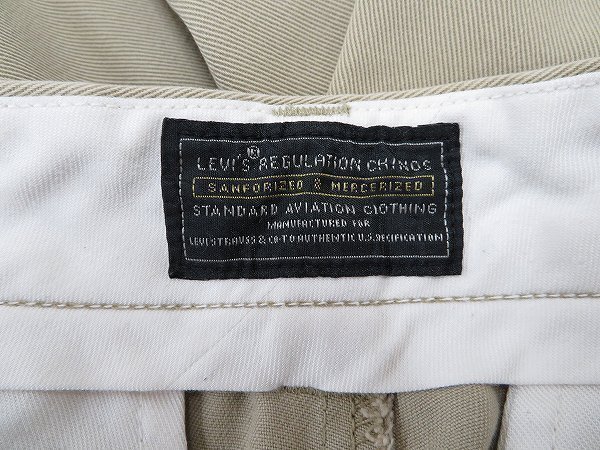 LEVI'S® REGULATION CHINOS
SANFORIZED & MERCERIZED
STANDARD AVIATION CLOTHING
MANUFACTURED FOR
LEVI STRAUSS & CO·TO AUTHENTIC U.S. SPECIFICATION